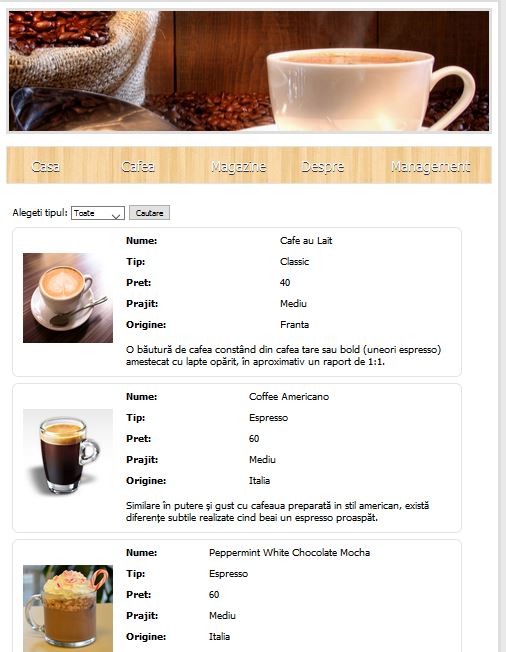 Casa Cafea Magazine Despre Management
Alegeti tipul: Toate Cautare
Nume: Cafe au Lait
Tip: Classic
Pret: 40
Prajit: Mediu
Origine: Franta
O băutură de cafea constând din cafea tare sau bold (uneori espresso)
amestecat cu lapte opărit, în aproximativ un raport de 1:1.
Nume: Coffee Americano
Tip: Espresso
Pret: 60
Prajit: Mediu
Origine: Italia
Similare în putere şi gust cu cafeaua preparată in stil american, există
diferenţe subtile realizate cind beai un espresso proaspăt.
Nume: Peppermint White Chocolate Mocha
Tip: Espresso
Pret: 60
Prajit: Mediu
Origine: Italia